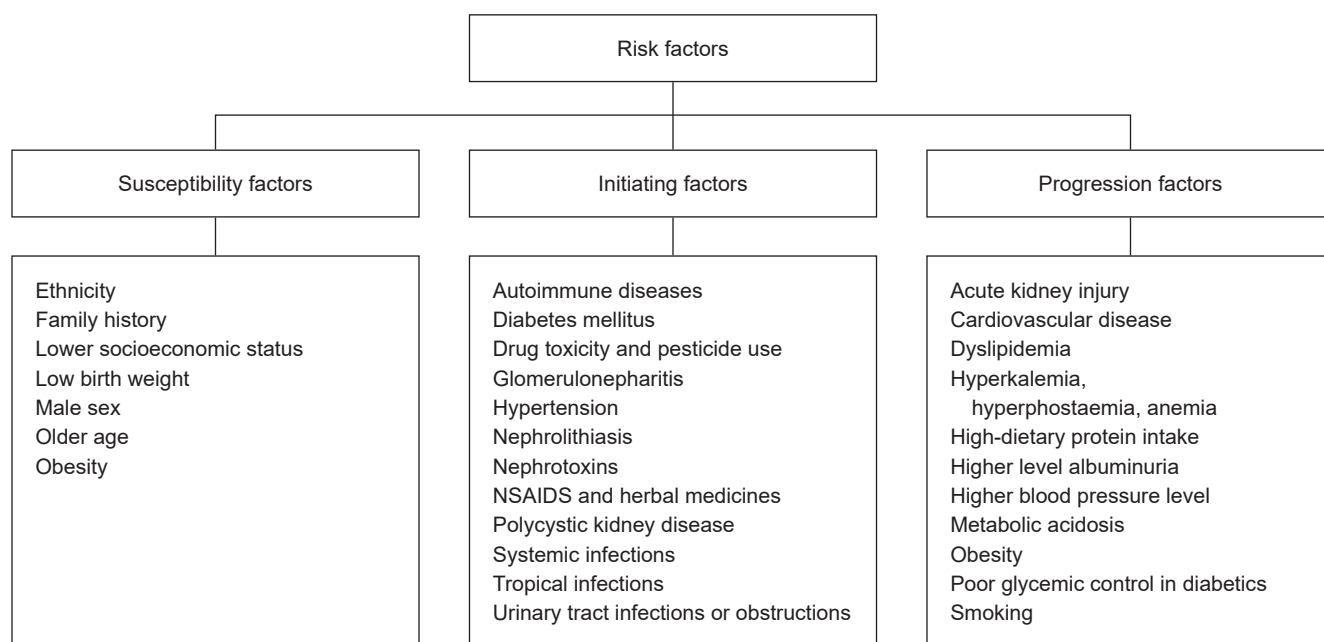 Risk factors
Susceptibility factors
Initiating factors
Progression factors
Ethnicity
Family history
Lower socioeconomic status
Low birth weight
Male sex
Older age
Obesity
Autoimmune diseases
Diabetes mellitus
Drug toxicity and pesticide use
Glomerulonepharitis
Hypertension
Nephrolithiasis
Nephrotoxins
NSAIDS and herbal medicines
Polycystic kidney disease
Systemic infections
Tropical infections
Urinary tract infections or obstructions
Acute kidney injury
Cardiovascular disease
Dyslipidemia
Hyperkalemia,
hyperphostaemia, anemia
High-dietary protein intake
Higher level albuminuria
Higher blood pressure level
Metabolic acidosis
Obesity
Poor glycemic control in diabetics
Smoking